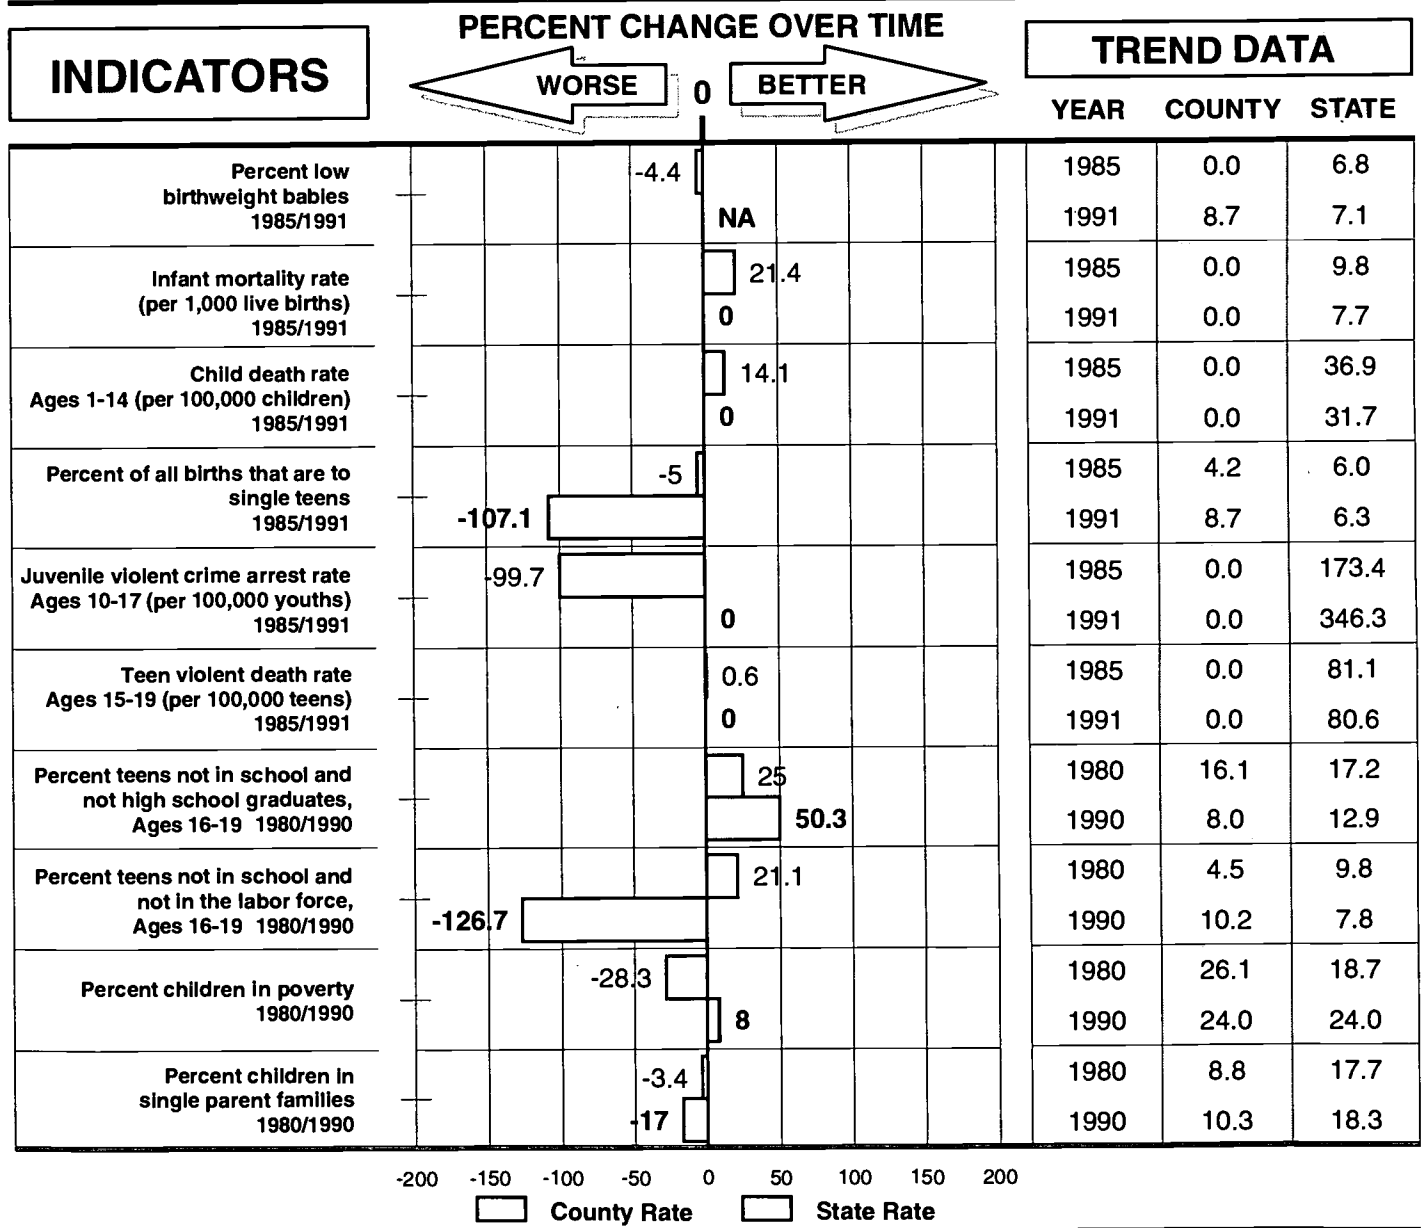 PERCENT CHANGE OVER TIME
INDICATORS
WORSE
0
BETTER
TREND DATA
YEAR COUNTY STATE
Percent low
birthweight babies
1985/1991
-4.4
NA
1985 0.0 6.8
1991 8.7 7.1
Infant mortality rate
(per 1,000 live births)
1985/1991
21.4
0
1985 0.0 9.8
1991 0.0 7.7
Child death rate
Ages 1-14 (per 100,000 children)
1985/1991
14.1
0
1985 0.0 36.9
1991 0.0 31.7
Percent of all births that are to
single teens
1985/1991
-5
-107.1
1985 4.2 6.0
1991 8.7 6.3
Juvenile violent crime arrest rate
Ages 10-17 (per 100,000 youths)
1985/1991
-99.7
0
1985 0.0 173.4
1991 0.0 346.3
Teen violent death rate
Ages 15-19 (per 100,000 teens)
1985/1991
0.6
0
1985 0.0 81.1
1991 0.0 80.6
Percent teens not in school and
not high school graduates,
Ages 16-19 1980/1990
25
50.3
1980 16.1 17.2
1990 8.0 12.9
Percent teens not in school and
not in the labor force,
Ages 16-19 1980/1990
21.1
-126.7
1980 4.5 9.8
1990 10.2 7.8
Percent children in poverty
1980/1990
-28.3
8
1980 26.1 18.7
1990 24.0 24.0
Percent children in
single parent families
1980/1990
-3.4
-17
1980 8.8 17.7
1990 10.3 18.3
-200 -150 -100 -50 0 50 100 150 200
County Rate State Rate